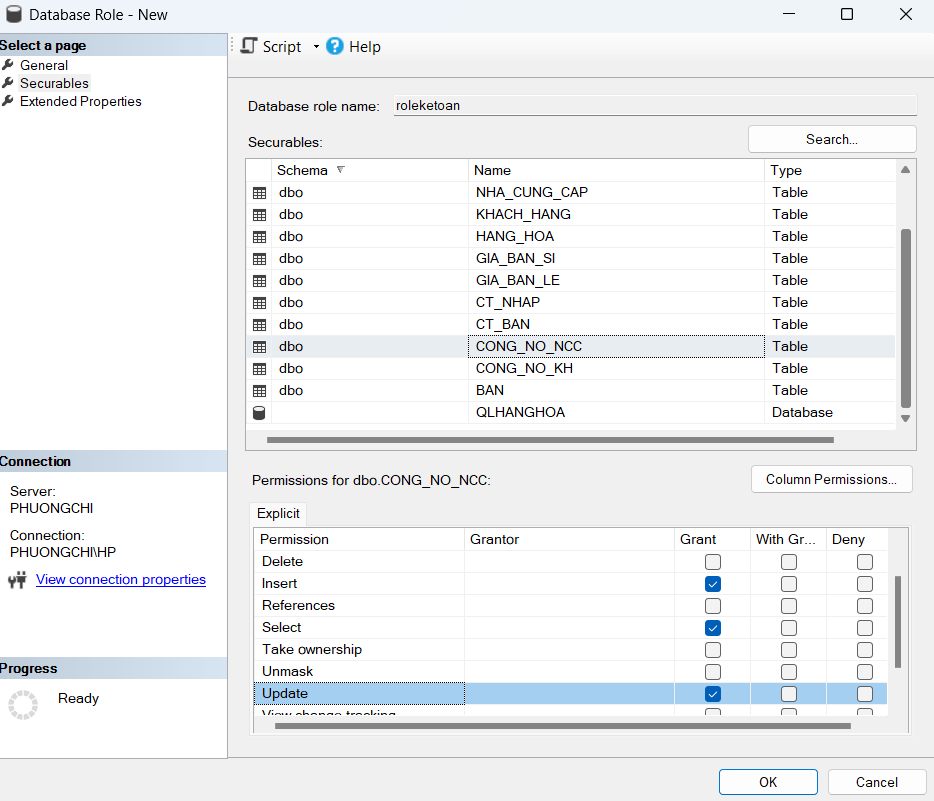 Database Role - New
Select a page
General
Securables
Extended Properties
Script
Help
Database role name: roleketoan
Securables:
Search...
Schema Name Type
dbo NHA_CUNG_CAP Table
dbo KHACH_HANG Table
dbo HANG_HOA Table
dbo GIA_BAN_SI Table
dbo GIA_BAN_LE Table
dbo CT_NHAP Table
dbo CT_BAN Table
dbo CONG_NO_NCC Table
dbo CONG_NO_KH Table
dbo BAN Table
QLHANGHOA Database
Connection
Server:
PHUONGCHI
Connection:
PHUONGCHI\HP
View connection properties
Progress
Ready
Permissions for dbo.CONG_NO_NCC:
Column Permissions...
Explicit
Permission Grantor Grant With Gr... Deny
Delete
Insert
References
Select
Take ownership
Unmask
Update
View change tracking
OK
Cancel